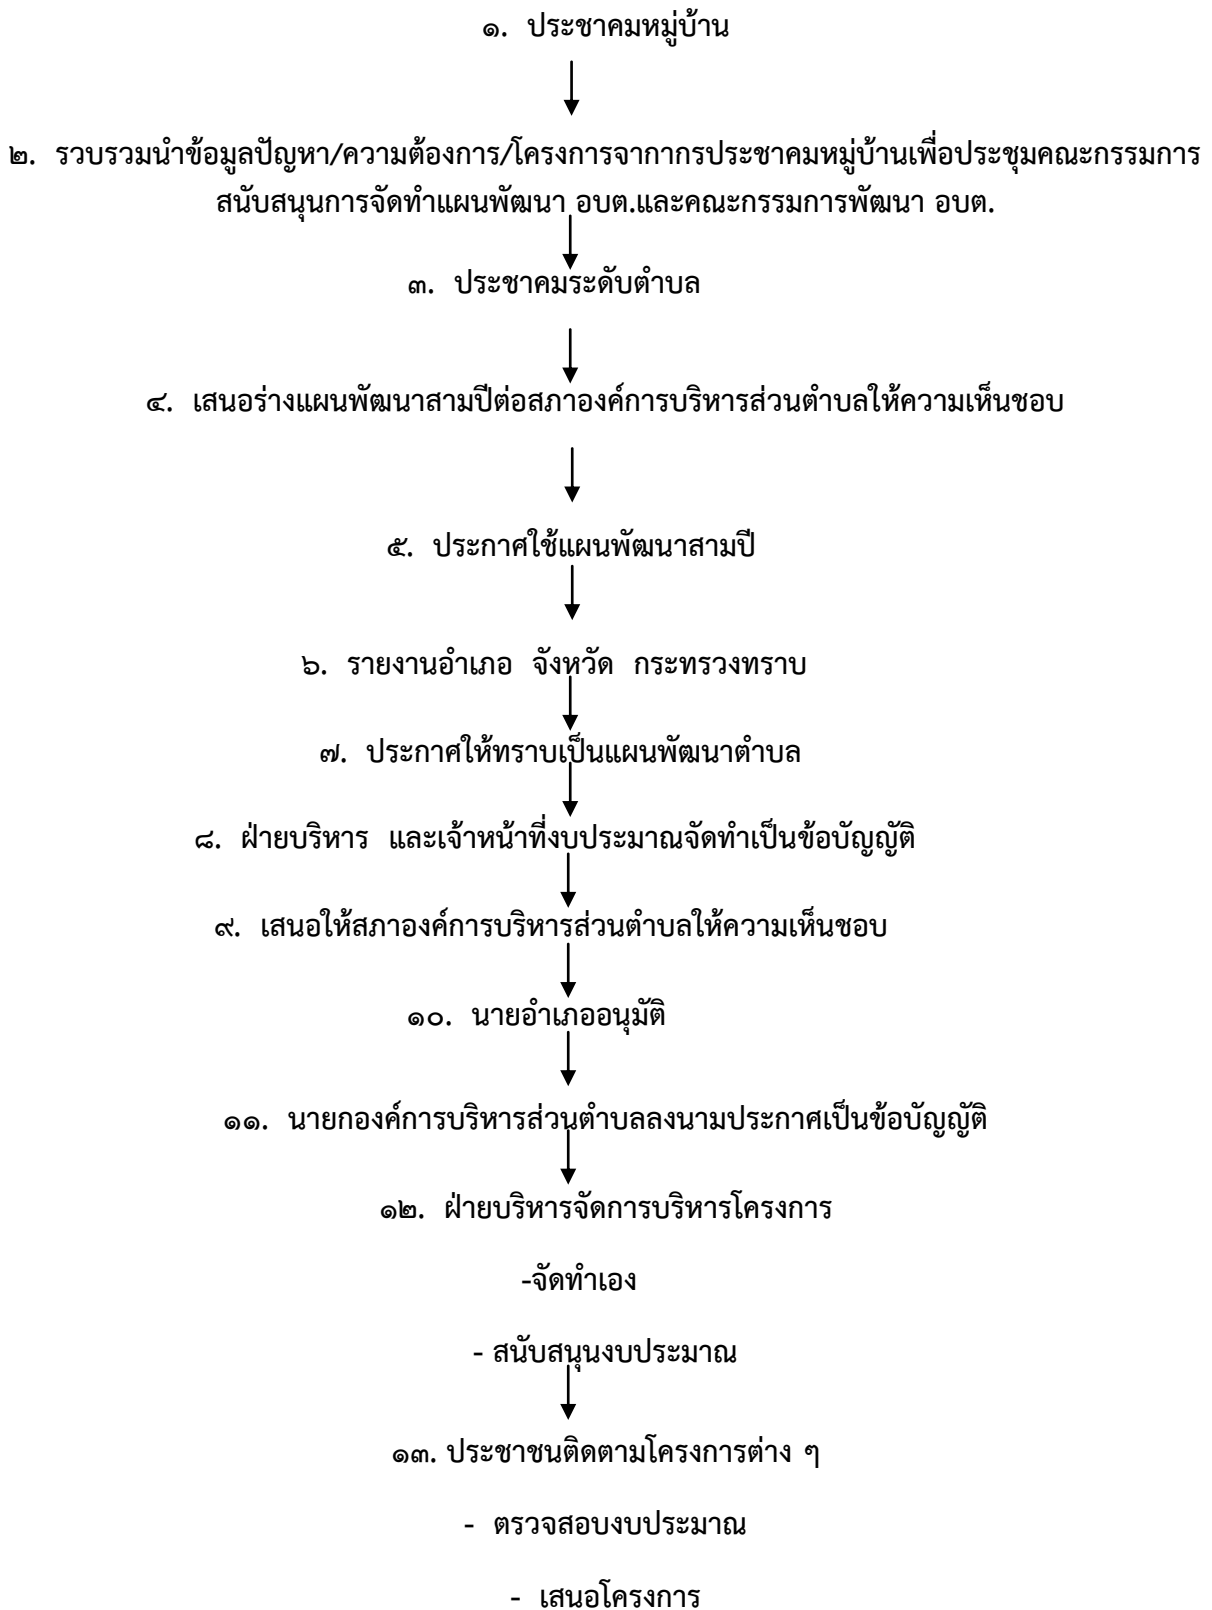 ๑. ประชาคมหมู่บ้าน
๒. รวบรวมนำข้อมูลปัญหา/ความต้องการ/โครงการจากการประชาคมหมู่บ้านเพื่อประชุมคณะกรรมการ
สนับสนุนการจัดทำแผนพัฒนา อบต.และคณะกรรมการพัฒนา อบต.
๓. ประชาคมระดับตำบล
๔. เสนอร่างแผนพัฒนาสามปีต่อสภาองค์การบริหารส่วนตำบลให้ความเห็นชอบ
๕. ประกาศใช้แผนพัฒนาสามปี
๖. รายงานอำเภอ จังหวัด กระทรวงทราบ
๗. ประกาศให้ทราบเป็นแผนพัฒนาตำบล
๘. ฝ่ายบริหาร และเจ้าหน้าที่งบประมาณจัดทำเป็นข้อบัญญัติ
๙. เสนอให้สภาองค์การบริหารส่วนตำบลให้ความเห็นชอบ
๑๐. นายอำเภออนุมัติ
๑๑. นายกองค์การบริหารส่วนตำบลลงนามประกาศเป็นข้อบัญญัติ
๑๒. ฝ่ายบริหารจัดการบริหารโครงการ
-จัดทำเอง
- สนับสนุนงบประมาณ
๑๓. ประชาชนติดตามโครงการต่าง ๆ
- ตรวจสอบงบประมาณ
- เสนอโครงการ